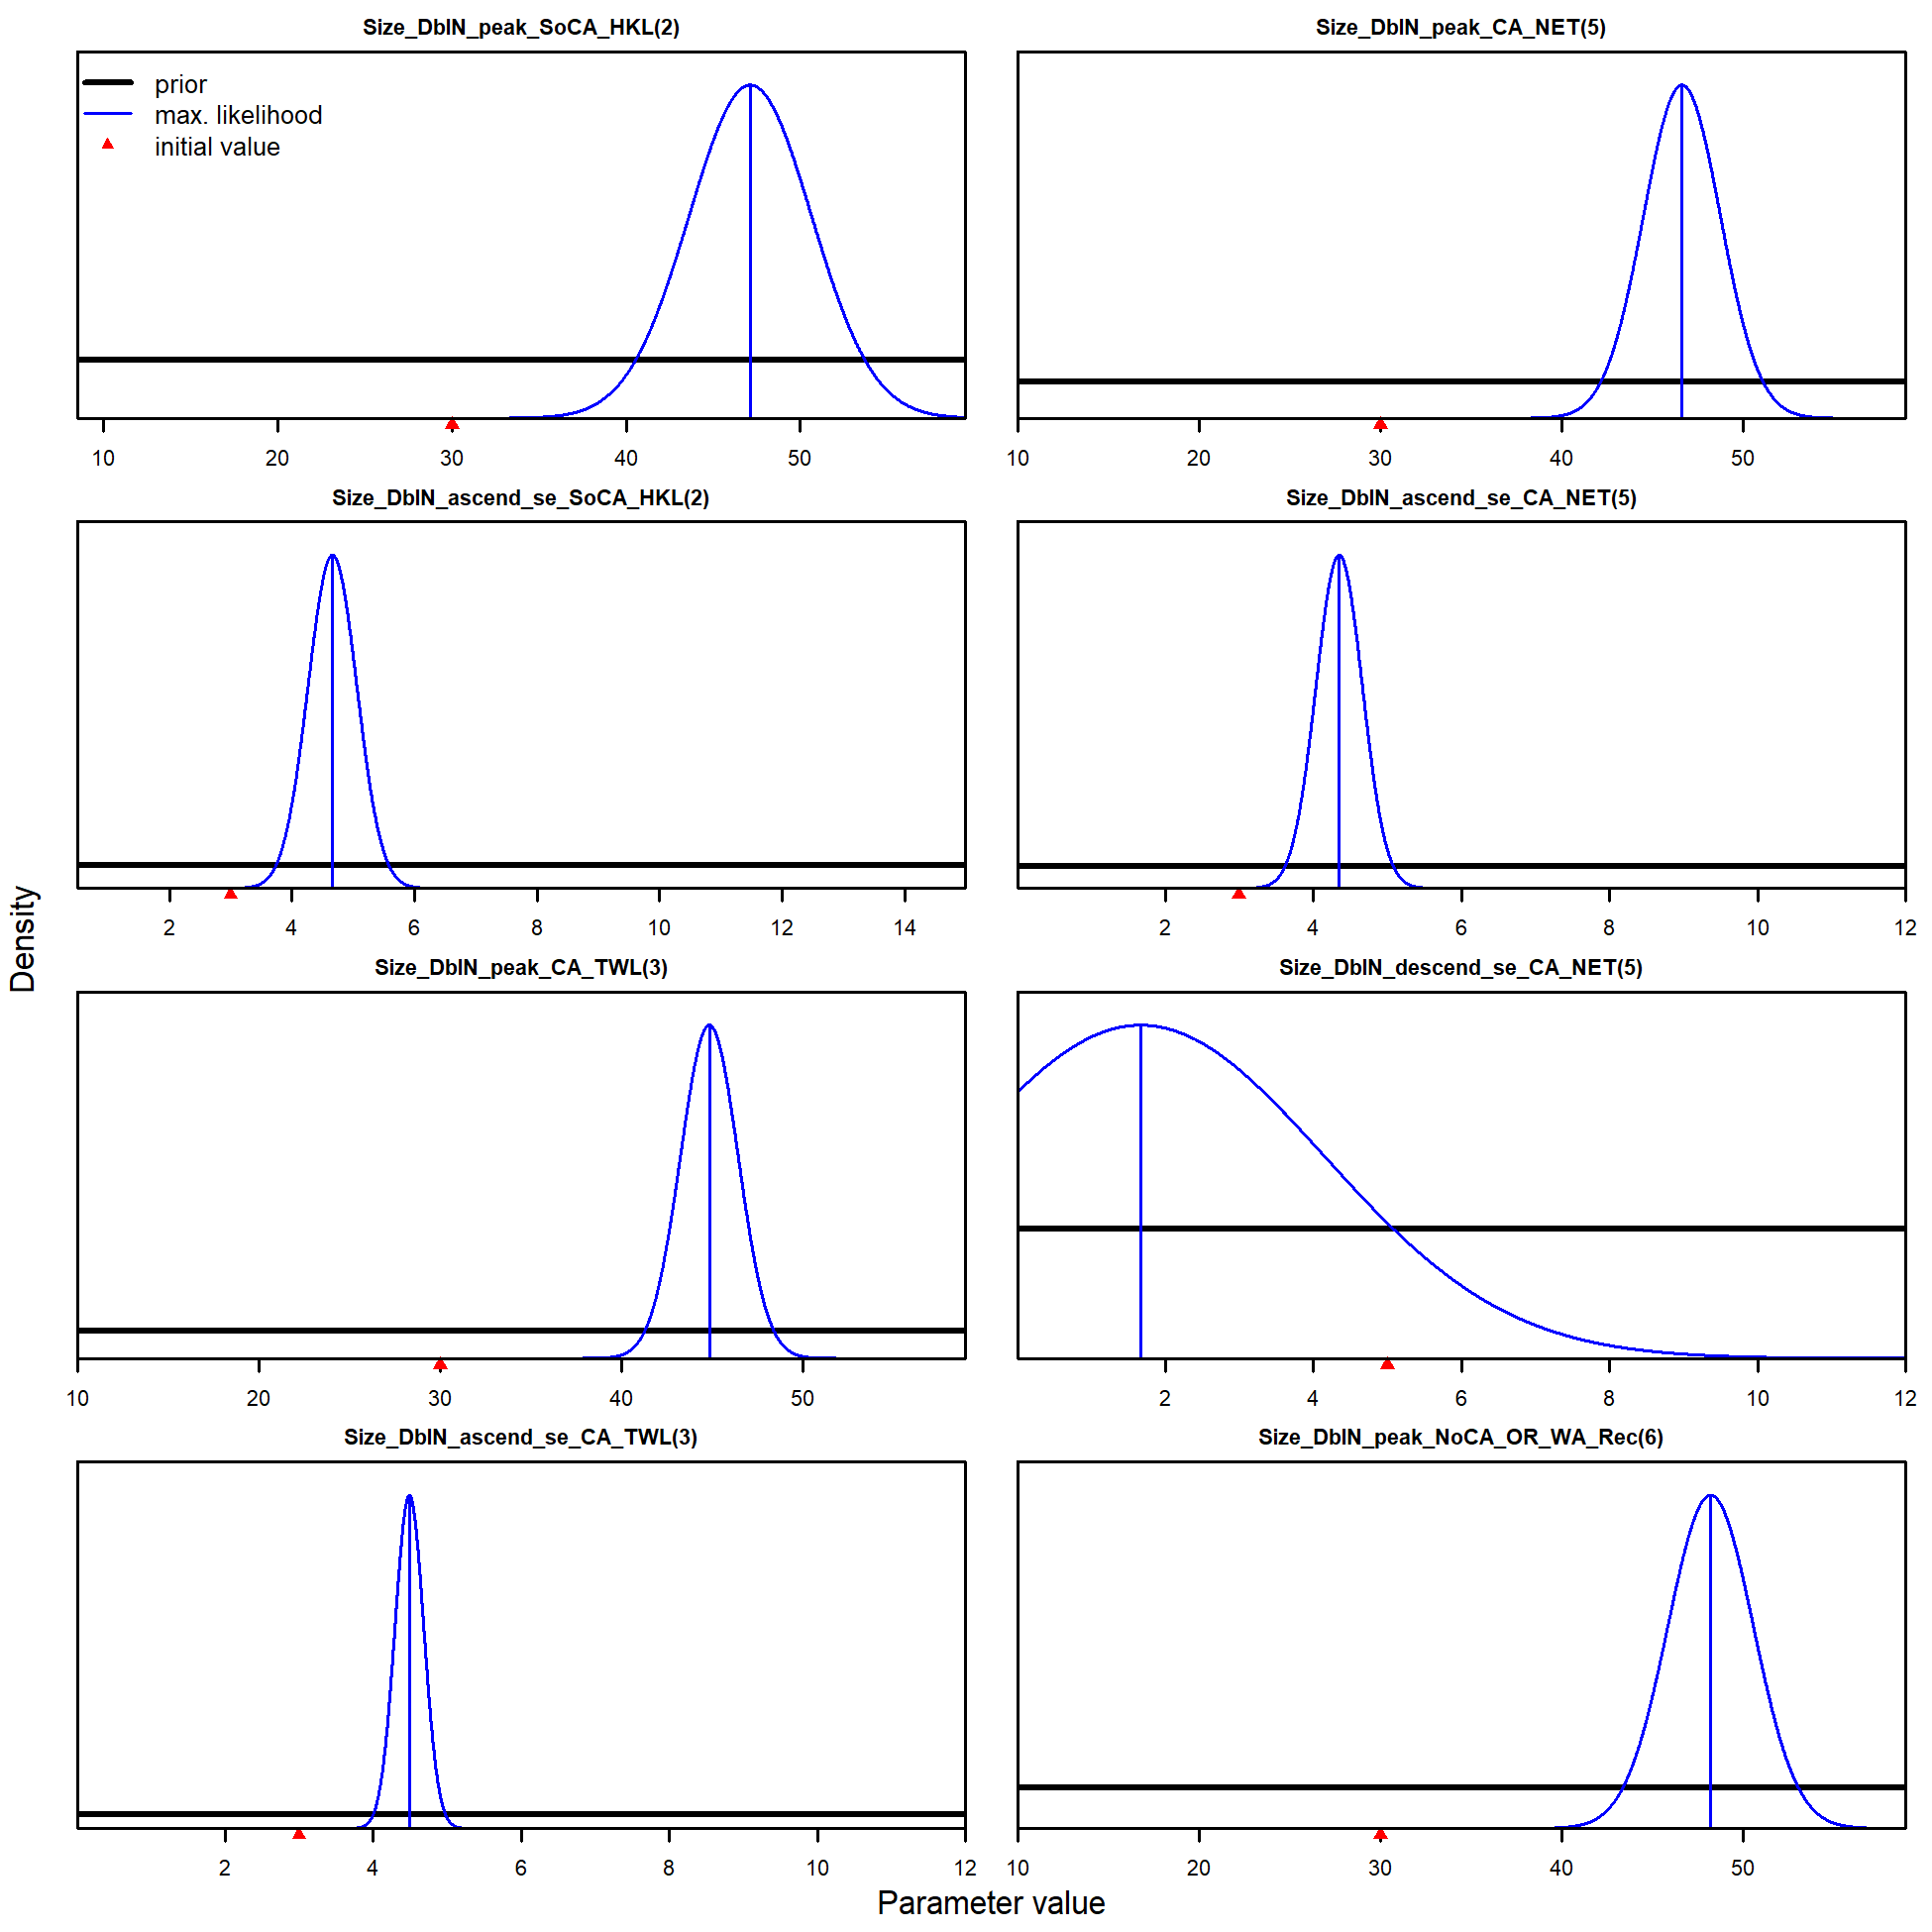 Size_DblN_peak_SoCA_HKL(2)
prior
max. likelihood
initial value
10 20 30 40 50
Size_DblN_peak_CA_NET(5)
10 20 30 40 50
Size_DblN_ascend_se_SoCA_HKL(2)
2 4 6 8 10 12 14
Size_DblN_ascend_se_CA_NET(5)
2 4 6 8 10 12
Size_DblN_peak_CA_TWL(3)
10 20 30 40 50
Size_DblN_descend_se_CA_NET(5)
2 4 6 8 10 12
Size_DblN_ascend_se_CA_TWL(3)
2 4 6 8 10 12
Size_DblN_peak_NoCA_OR_WA_Rec(6)
10 20 30 40 50
Density
Parameter value